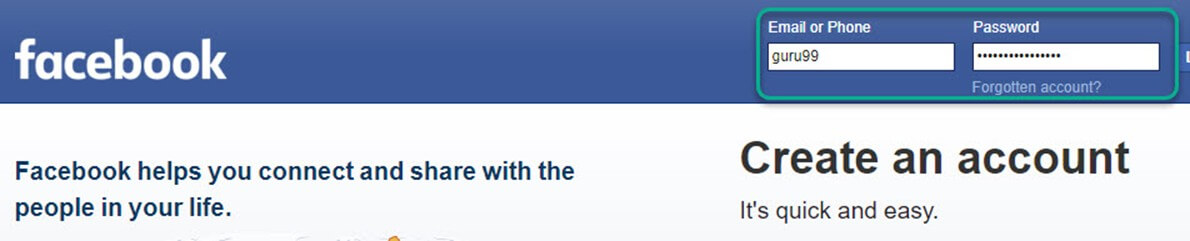 facebook
Email or Phone
Password
guru99
••••••••••••••••
Forgotten account?
Facebook helps you connect and share with the
people in your life.
Create an account
It's quick and easy.